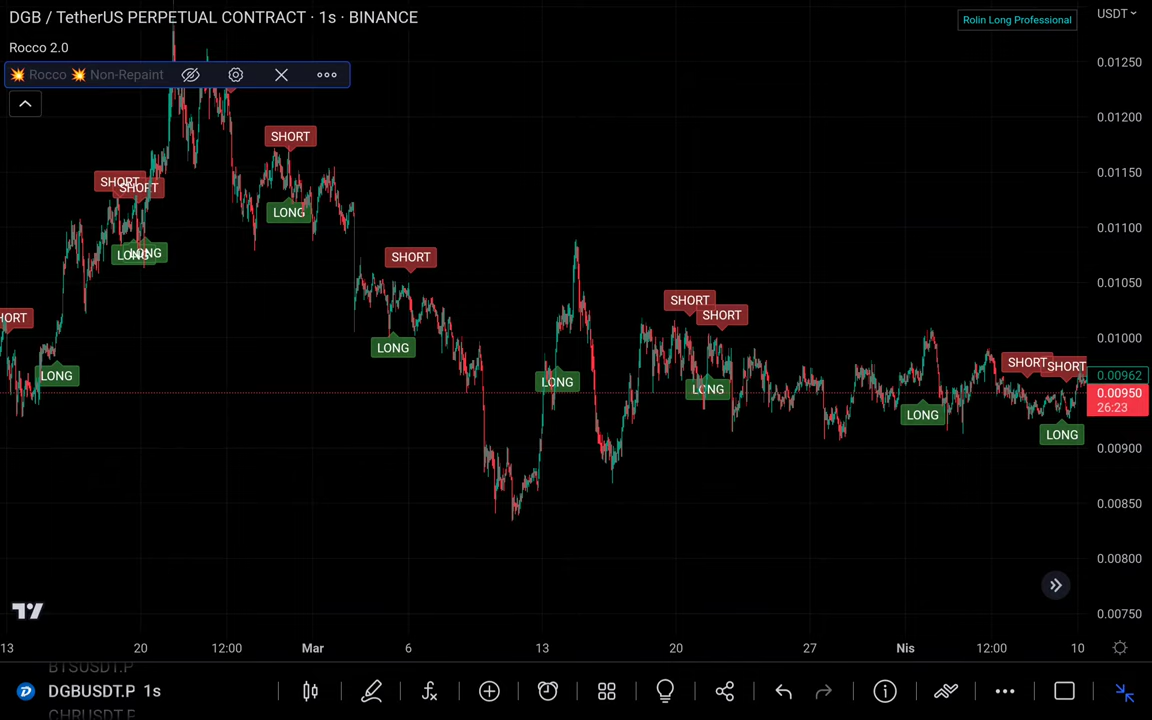 DGB / TetherUS PERPETUAL CONTRACT · 1s · BINANCE
Rolin Long Professional
USDT
Rocco 2.0
💥 Rocco 💥 Non-Repaint
0.01250
0.01200
SHORT
0.01150
SHORT
SHORT
LONG
0.01100
LONG
LONG
SHORT
0.01050
SHORT
SHORT
HORT
0.01000
LONG
SHORT
SHORT
LONG
0.00962
LONG
LONG
0.00950
26:23
LONG
LONG
0.00900
0.00850
0.00800
0.00750
13
20
12:00
Mar
6
13
20
27
Nis
12:00
10
BTSUSDT.P
DGBUSDT.P 1s
CHRUSDT.P